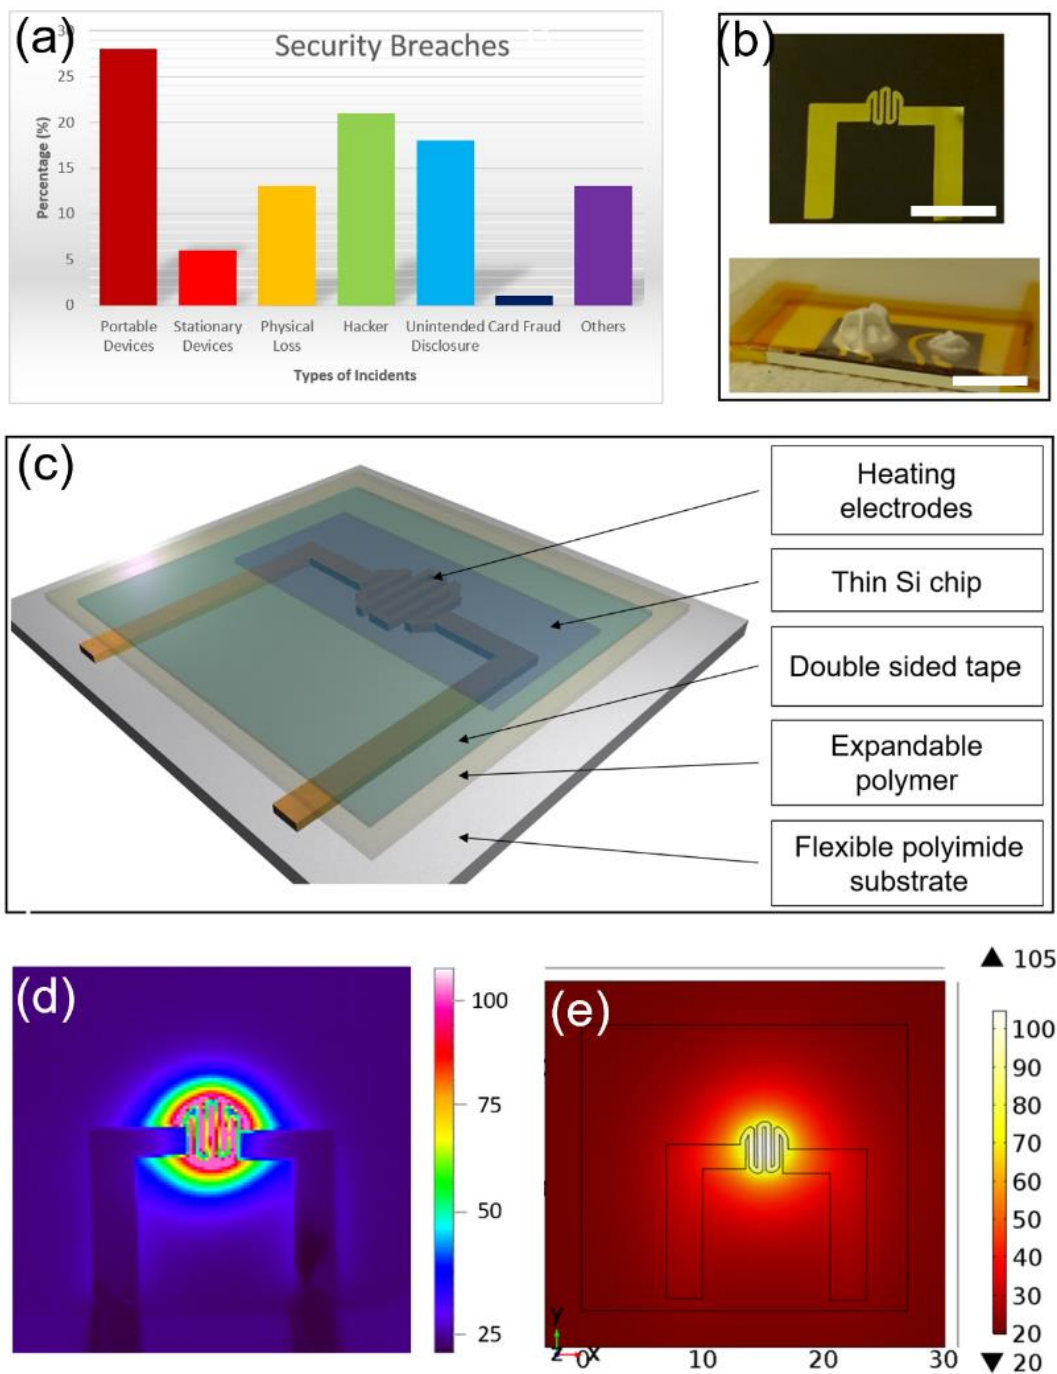 (a)
Security Breaches
30
25
20
15
10
5
0
Percentage (%)
Portable Devices
Stationary Devices
Physical Loss
Hacker
Unintended Disclosure
Card Fraud
Others
Types of Incidents
(b)
(c)
Heating
electrodes
Thin Si chip
Double sided tape
Expandable
polymer
Flexible polyimide
substrate
(d)
100
75
50
25
(e)
▲ 105
100
90
80
70
60
50
40
30
20
▼ 20
y
z
x
0
10
20
30